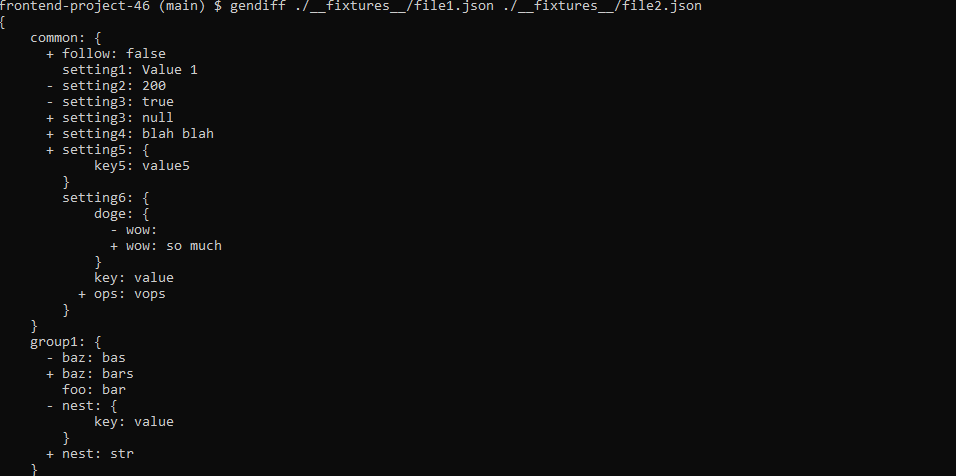 frontend-project-46 (main) $ gendiff ./__fixtures__/file1.json ./__fixtures__/file2.json
{
    common: {
      + follow: false
        setting1: Value 1
      - setting2: 200
      - setting3: true
      + setting3: null
      + setting4: blah blah
      + setting5: {
            key5: value5
        }
        setting6: {
            doge: {
              - wow:
              + wow: so much
            }
            key: value
          + ops: vops
        }
    }
    group1: {
      - baz: bas
      + baz: bars
        foo: bar
      - nest: {
            key: value
        }
      + nest: str
    }